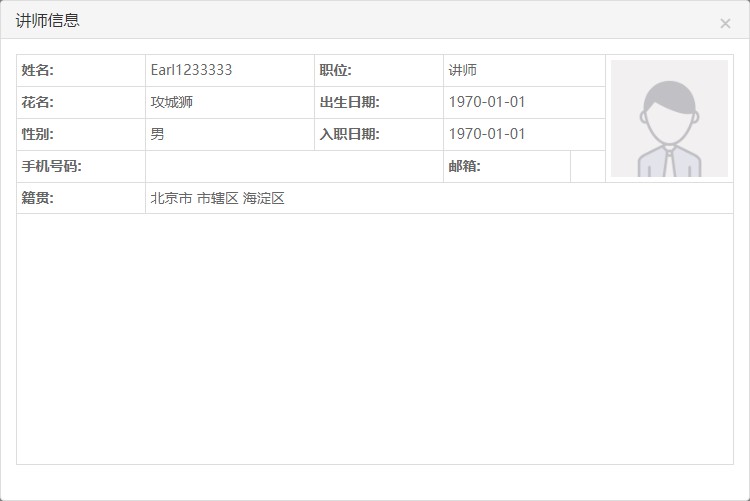 讲师信息 ×
姓名: Earl1233333 职位: 讲师
花名: 攻城狮 出生日期: 1970-01-01
性别: 男 入职日期: 1970-01-01
手机号码: 邮箱:
籍贯: 北京市 市辖区 海淀区